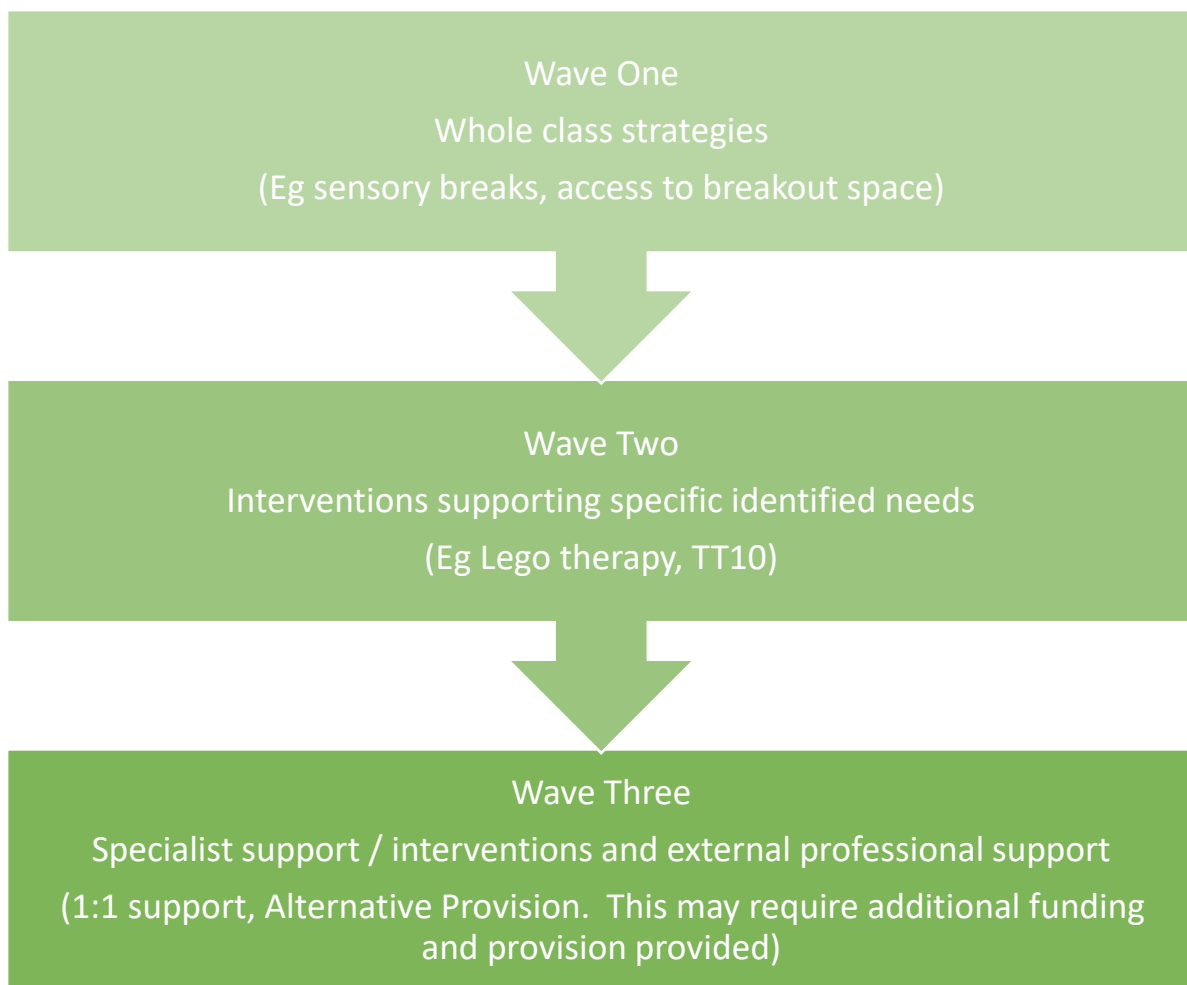 Wave One
Whole class strategies
(Eg sensory breaks, access to breakout space)
Wave Two
Interventions supporting specific identified needs
(Eg Lego therapy, TT10)
Wave Three
Specialist support / interventions and external professional support
(1:1 support, Alternative Provision.  This may require additional funding
and provision provided)